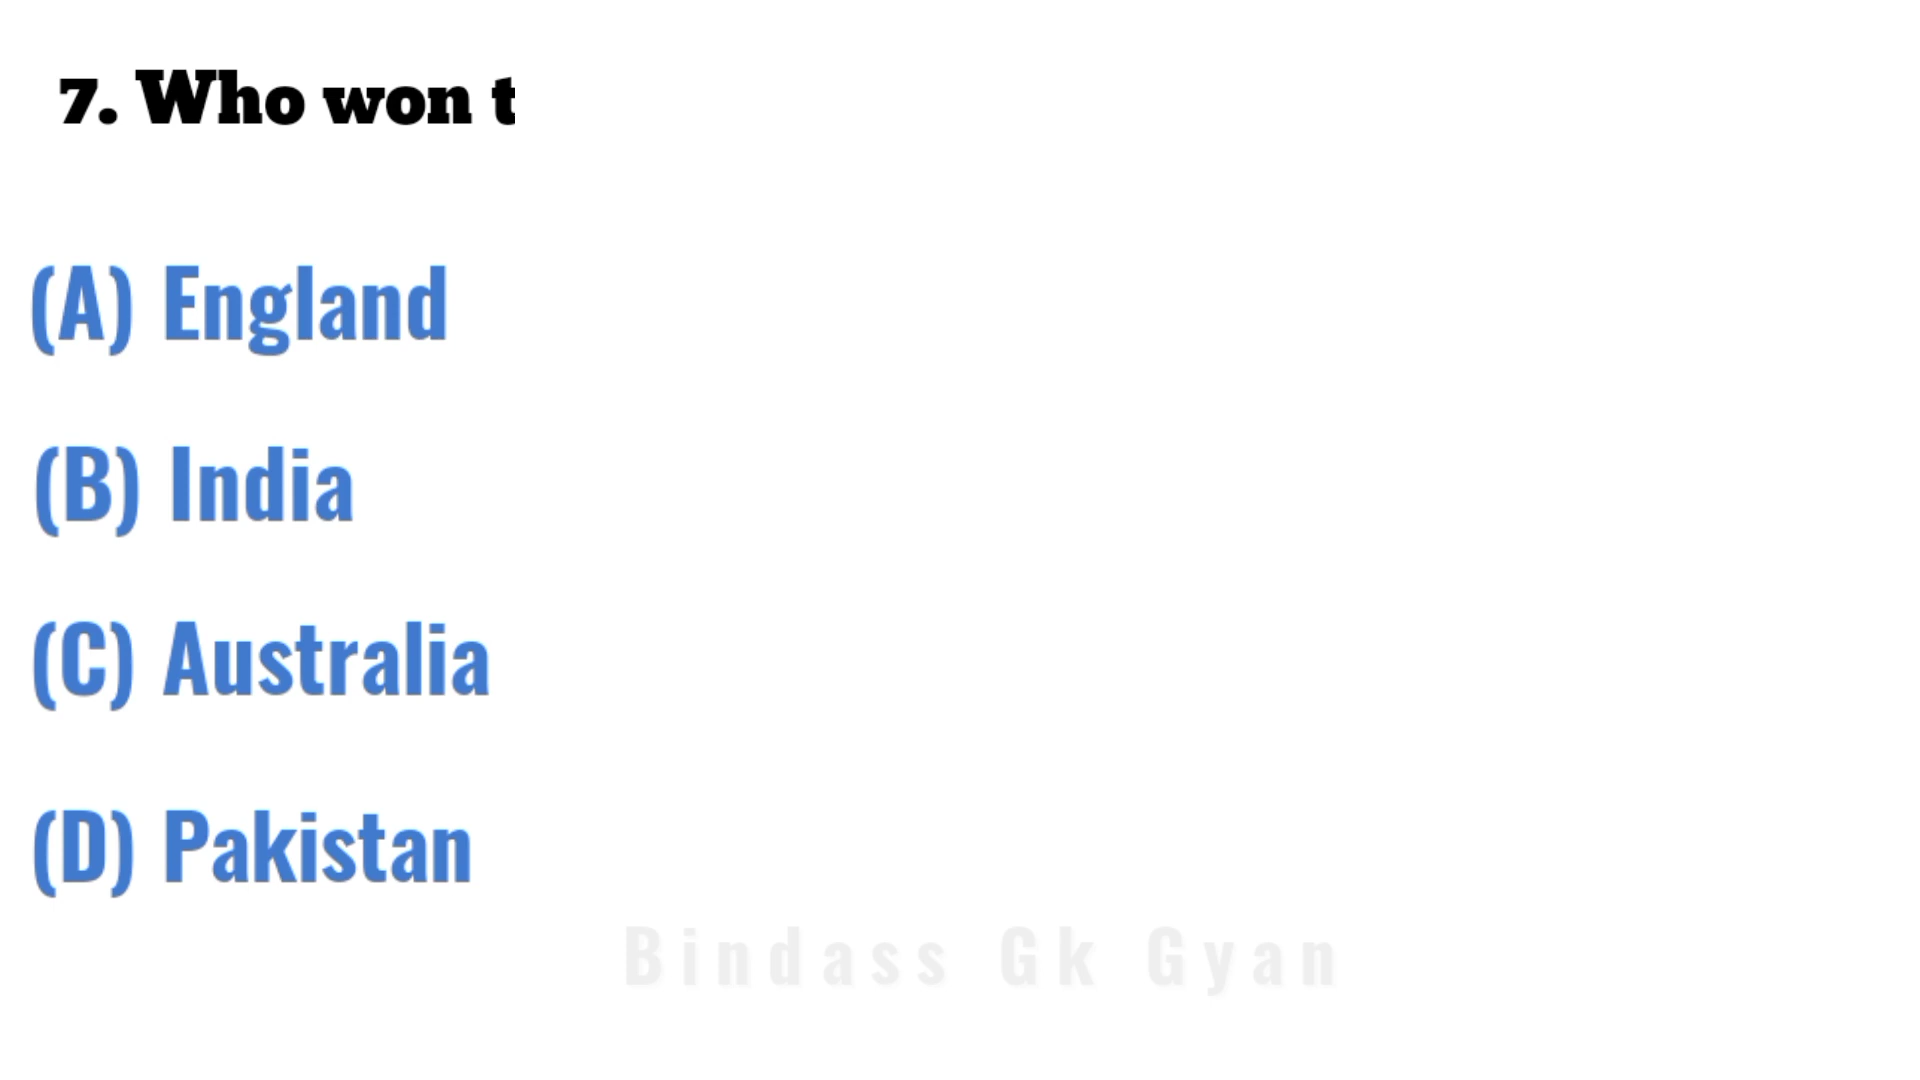 7. Who won t
(A) England
(B) India
(C) Australia
(D) Pakistan
Bindass Gk Gyan